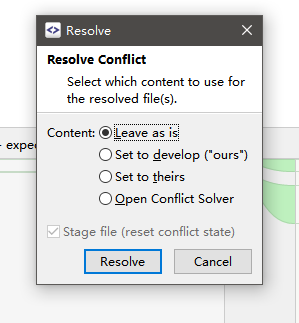 Resolve
Resolve Conflict
Select which content to use for
the resolved file(s).
Content: Leave as is
Set to develop ("ours")
Set to theirs
Open Conflict Solver
Stage file (reset conflict state)
Resolve Cancel